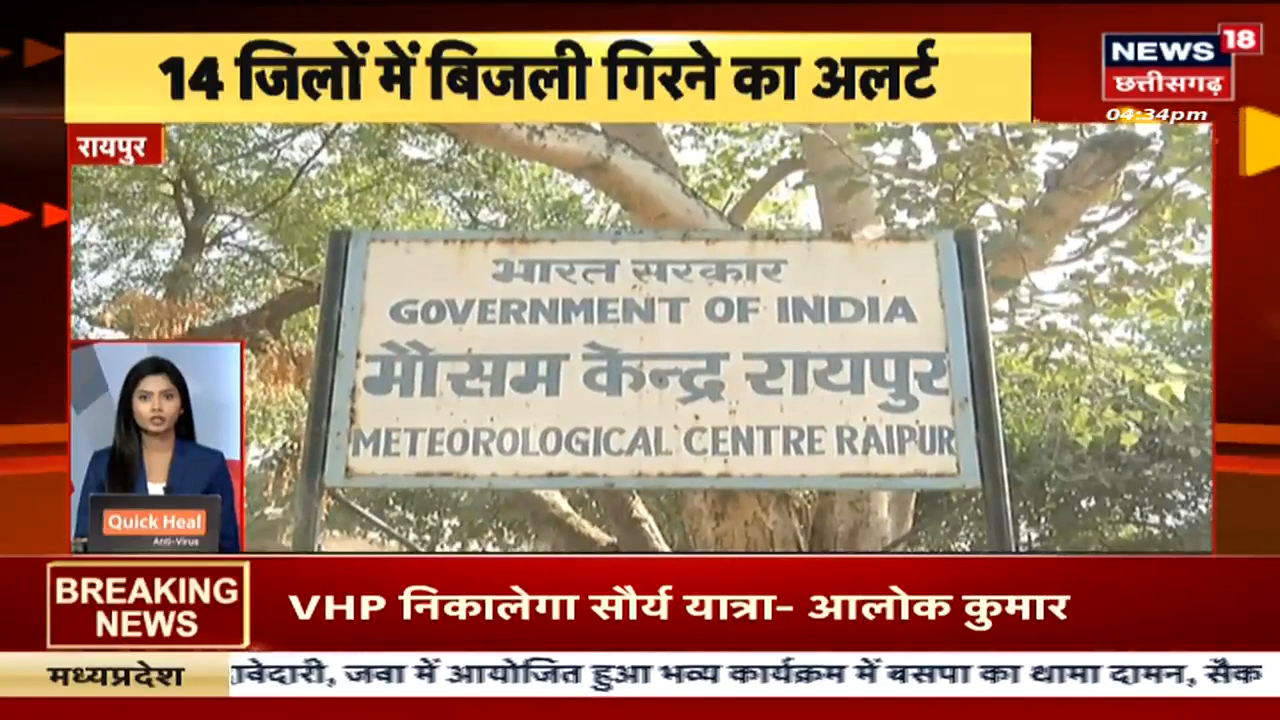 14 जिलों में बिजली गिरने का अलर्ट
NEWS 18
छत्तीसगढ़
04:34pm
रायपुर
भारत सरकार
GOVERNMENT OF INDIA
मौसम केन्द्र रायपुर
METEOROLOGICAL CENTRE RAIPUR
Quick Heal
Anti-Virus
BREAKING NEWS
VHP निकालेगा सौर्य यात्रा- आलोक कुमार
मध्यप्रदेश
में आयोजित हुआ भव्य कार्यक्रम में बसपा का थामा दामन,